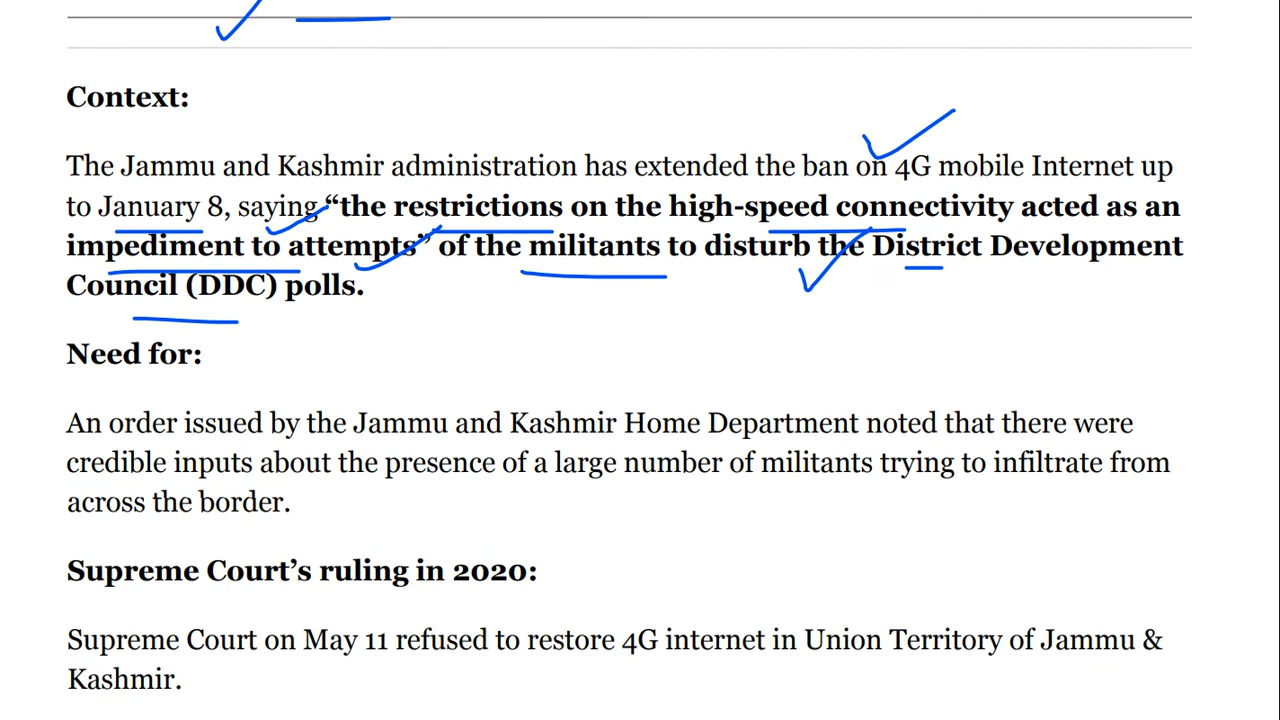 Context:
The Jammu and Kashmir administration has extended the ban on 4G mobile Internet up
to January 8, saying “the restrictions on the high-speed connectivity acted as an
impediment to attempts” of the militants to disturb the District Development
Council (DDC) polls.
Need for:
An order issued by the Jammu and Kashmir Home Department noted that there were
credible inputs about the presence of a large number of militants trying to infiltrate from
across the border.
Supreme Court’s ruling in 2020:
Supreme Court on May 11 refused to restore 4G internet in Union Territory of Jammu &
Kashmir.